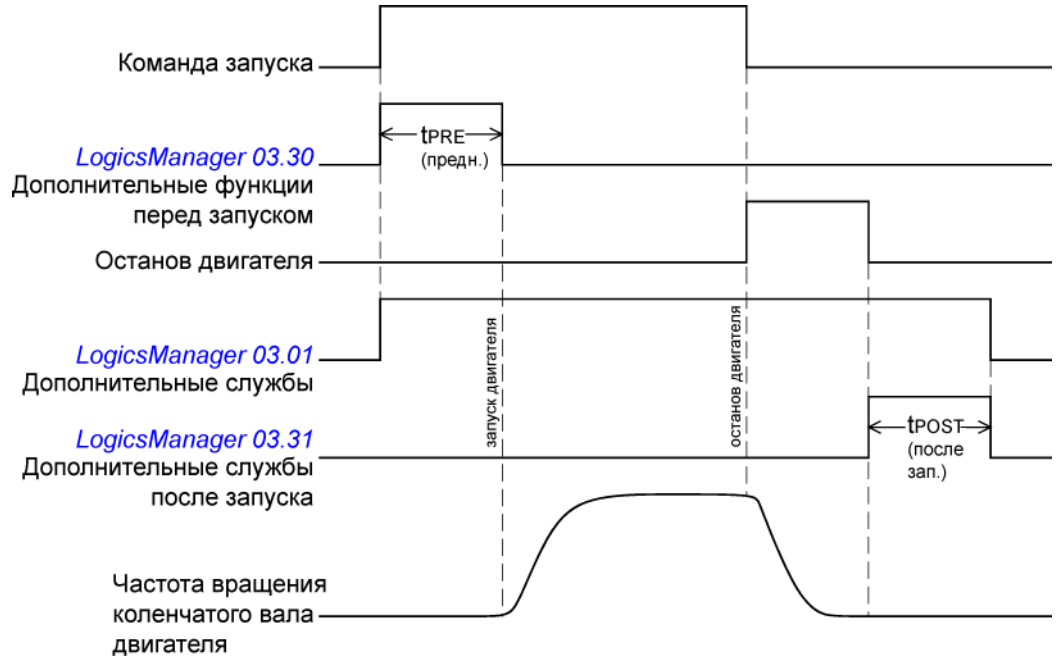 Команда запуска
tPRE
(предн.)
LogicsManager 03.30
Дополнительные функции
перед запуском
Останов двигателя
запуск двигателя
останов двигателя
LogicsManager 03.01
Дополнительные службы
LogicsManager 03.31
Дополнительные службы
после запуска
tPOST
(после
зап.)
Частота вращения
коленчатого вала
двигателя